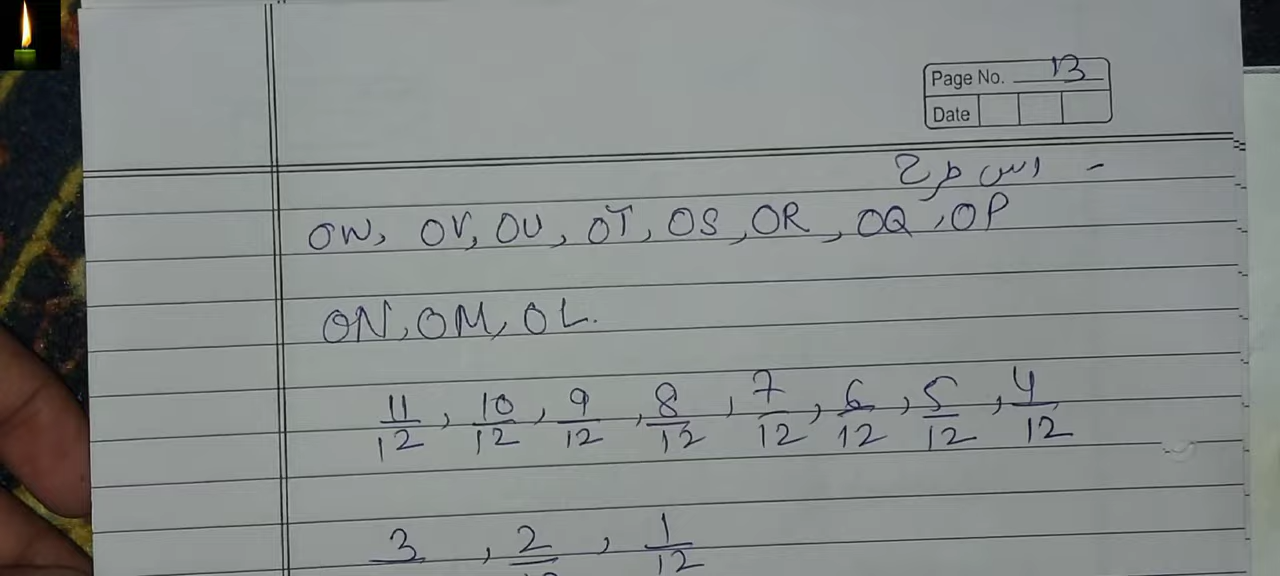 Page No. 13
Date
اس طرح -
OW, OV, OU, OT, OS, OR, OQ, OP
ON, OM, OL.
11/12, 10/12, 9/12, 8/12, 7/12, 6/12, 5/12, 4/12
3, 2, 1/12